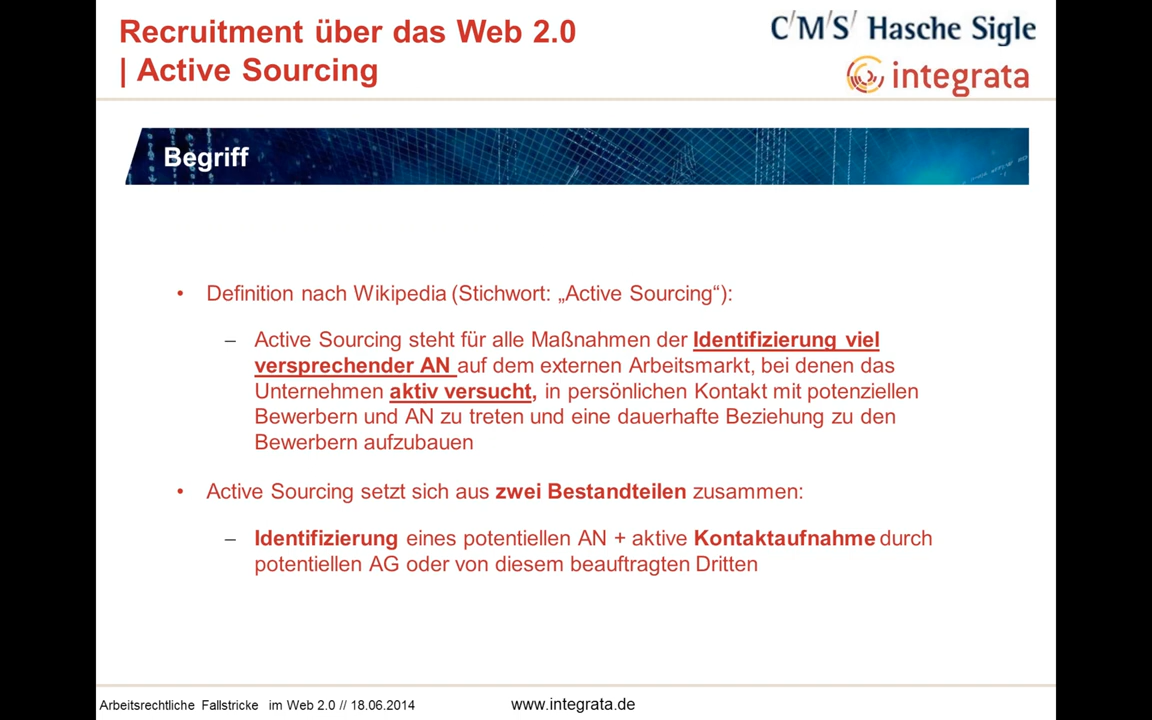 Recruitment über das Web 2.0
| Active Sourcing
C/M/S/ Hasche Sigle
integrata
Begriff
• Definition nach Wikipedia (Stichwort: „Active Sourcing“):
– Active Sourcing steht für alle Maßnahmen der Identifizierung viel
versprechender AN auf dem externen Arbeitsmarkt, bei denen das
Unternehmen aktiv versucht, in persönlichen Kontakt mit potenziellen
Bewerbern und AN zu treten und eine dauerhafte Beziehung zu den
Bewerbern aufzubauen
• Active Sourcing setzt sich aus zwei Bestandteilen zusammen:
– Identifizierung eines potentiellen AN + aktive Kontaktaufnahme durch
potentiellen AG oder von diesem beauftragten Dritten
Arbeitsrechtliche Fallstricke im Web 2.0 // 18.06.2014
www.integrata.de